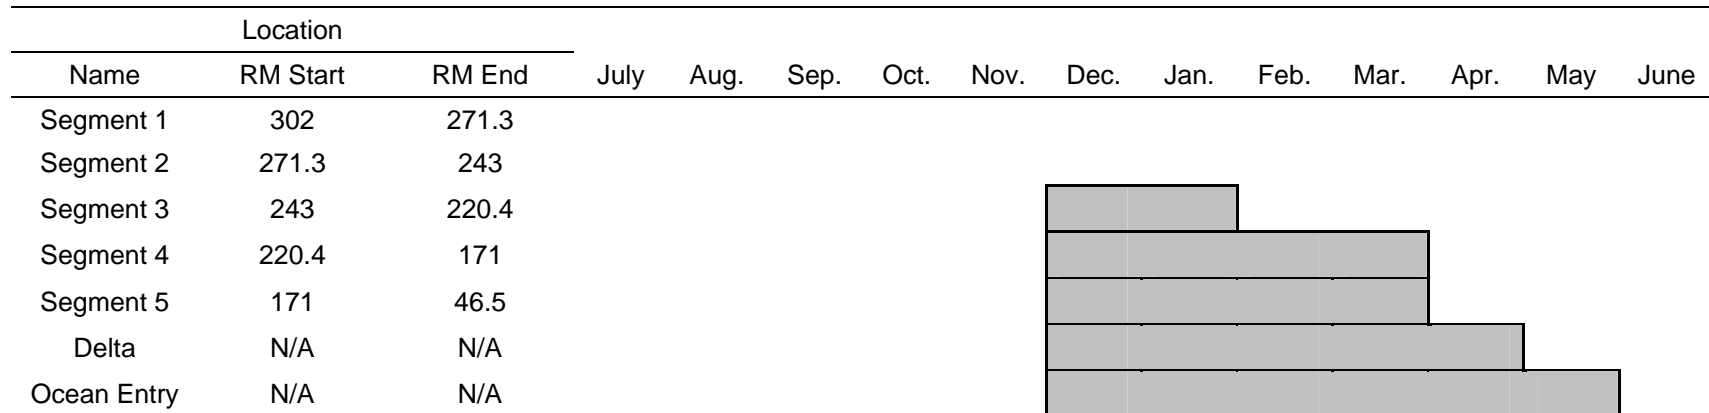 Location
Name RM Start RM End July Aug. Sep. Oct. Nov. Dec. Jan. Feb. Mar. Apr. May June
Segment 1 302 271.3
Segment 2 271.3 243
Segment 3 243 220.4
Segment 4 220.4 171
Segment 5 171 46.5
Delta N/A N/A
Ocean Entry N/A N/A